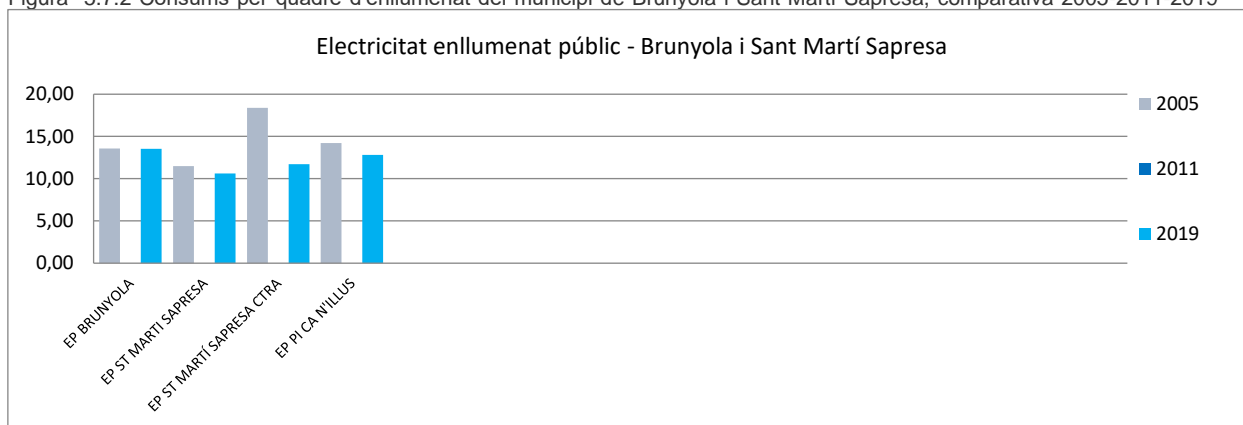 Figura 5.7.2 Consums per quadre d'enllumenat del municipi de Brunyola i Sant Martí Sapresa, comparativa 2005-2011-2019
Electricitat enllumenat públic - Brunyola i Sant Martí Sapresa
20,00
15,00
10,00
5,00
0,00
EP BRUNYOLA
EP ST MARTI SAPRESA
EP ST MARTÍ SAPRESA CTRA
EP PI CA N'ILLUS
2005
2011
2019